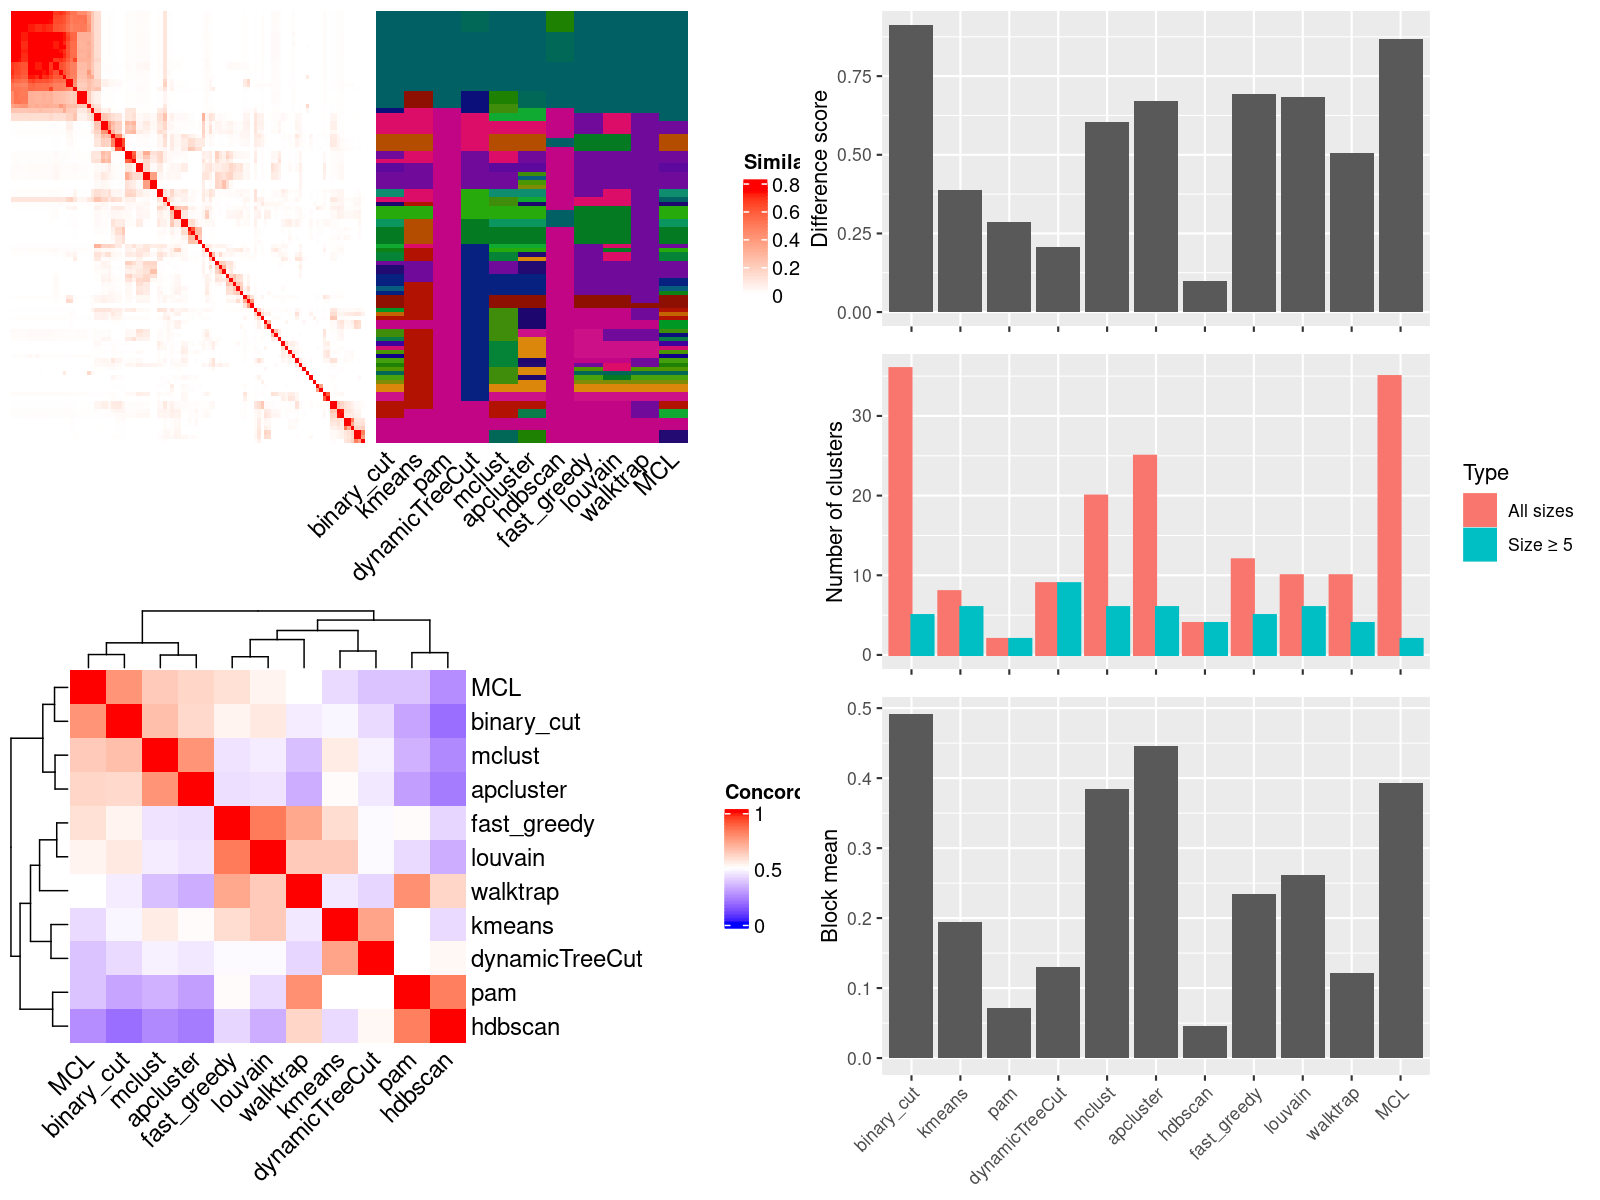 Simila
0.8
0.6
0.4
0.2
0
binary_cut
kmeans
pam
dynamicTreeCut
mclust
apcluster
hdbscan
fast_greedy
louvain
walktrap
MCL
MCL
binary_cut
mclust
apcluster
fast_greedy
louvain
walktrap
kmeans
dynamicTreeCut
pam
hdbscan
MCL
binary_cut
mclust
apcluster
fast_greedy
louvain
walktrap
kmeans
dynamicTreeCut
pam
hdbscan
Concord
1
0.5
0
Difference score
0.75
0.50
0.25
0.00
Number of clusters
30
20
10
0
Type
All sizes
Size ≥ 5
Block mean
0.5
0.4
0.3
0.2
0.1
0.0
binary_cut
kmeans
pam
dynamicTreeCut
mclust
apcluster
hdbscan
fast_greedy
louvain
walktrap
MCL